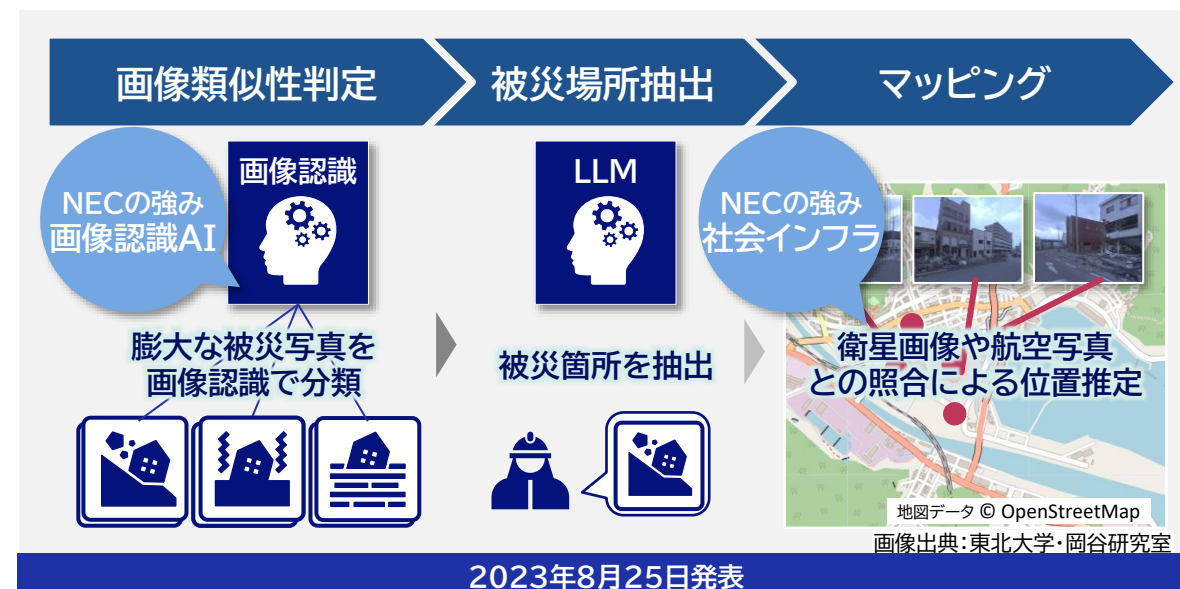 画像類似性判定
被災場所抽出
マッピング
NECの強み
画像認識AI
画像認識
LLM
NECの強み
社会インフラ
膨大な被災写真を
画像認識で分類
被災箇所を抽出
衛星画像や航空写真
との照合による位置推定
地図データ © OpenStreetMap
画像出典：東北大学・岡谷研究室
2023年8月25日発表